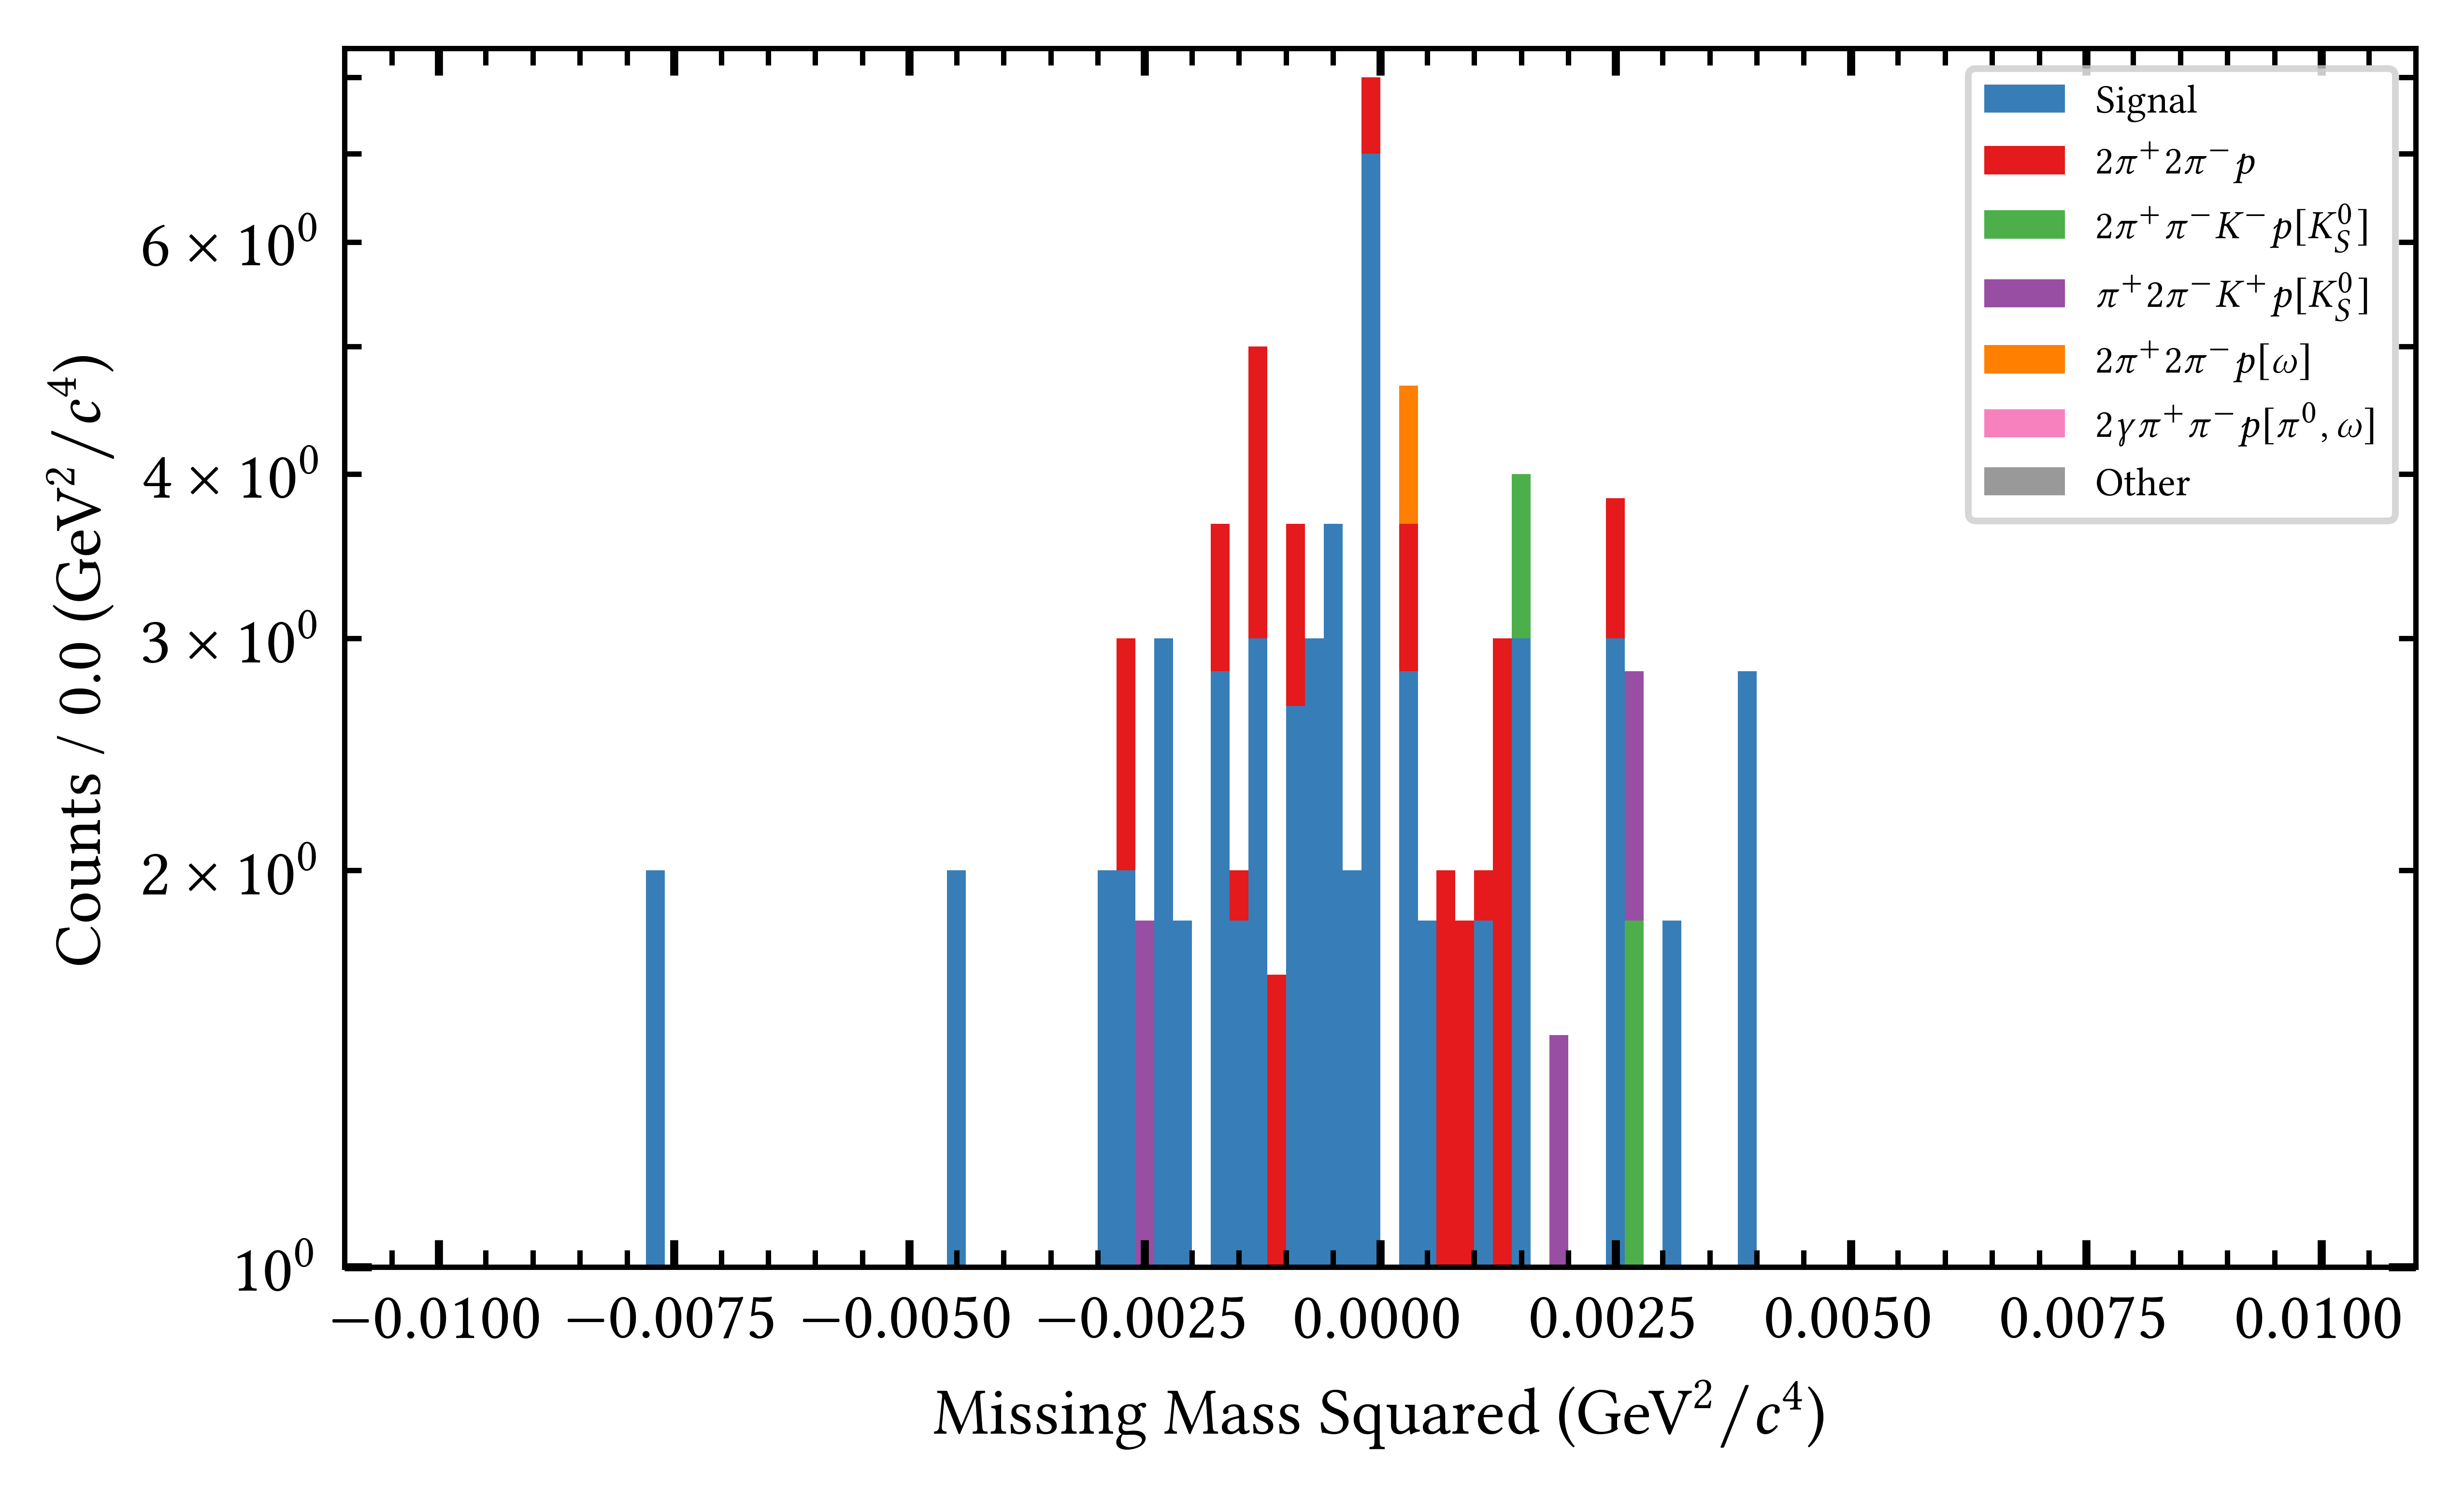 Counts / 0.0 (GeV²/c⁴)
6 × 10⁰
4 × 10⁰
3 × 10⁰
2 × 10⁰
10⁰
Signal
2π⁺2π⁻p
2π⁺π⁻K⁻p[K⁰_S]
π⁺2π⁻K⁺p[K⁰_S]
2π⁺2π⁻p[ω]
2γπ⁺π⁻p[π⁰, ω]
Other
−0.0100 −0.0075 −0.0050 −0.0025 0.0000 0.0025 0.0050 0.0075 0.0100
Missing Mass Squared (GeV²/c⁴)